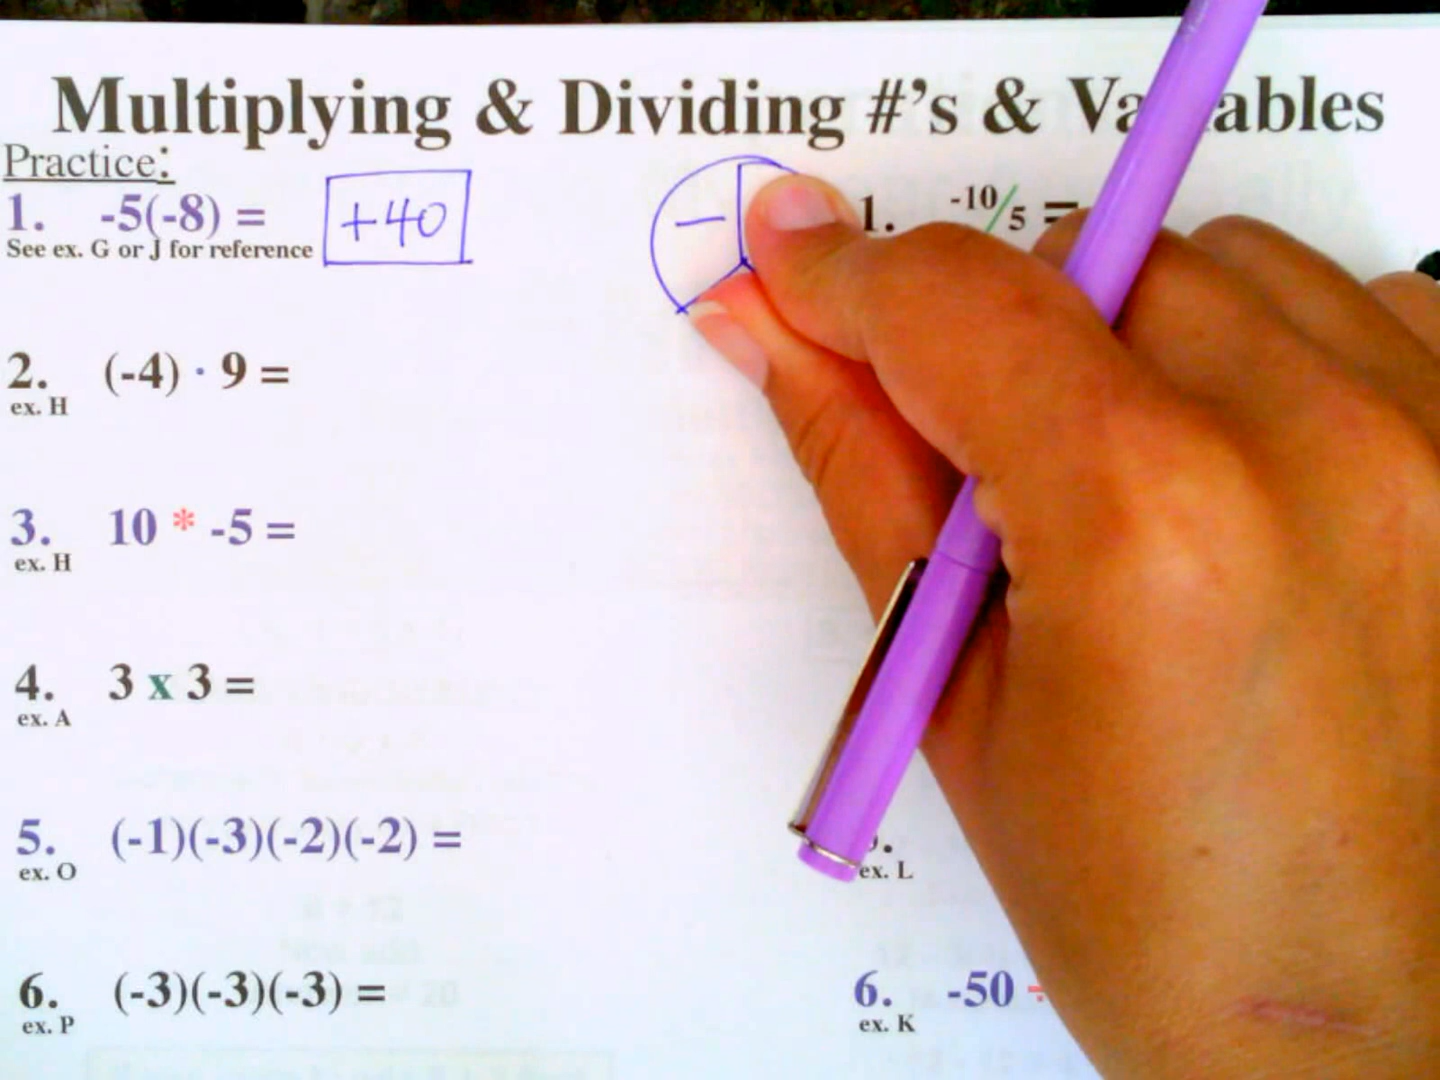 Multiplying & Dividing #'s & Va ables
Practice:
1. -5(-8) = +40
See ex. G or J for reference
2. (-4) · 9 =
ex. H
3. 10 * -5 =
ex. H
4. 3 x 3 =
ex. A
5. (-1)(-3)(-2)(-2) =
ex. O
6. (-3)(-3)(-3) =
ex. P
−
1. -10/5 =
ex. L
6. -50 ÷
ex. K